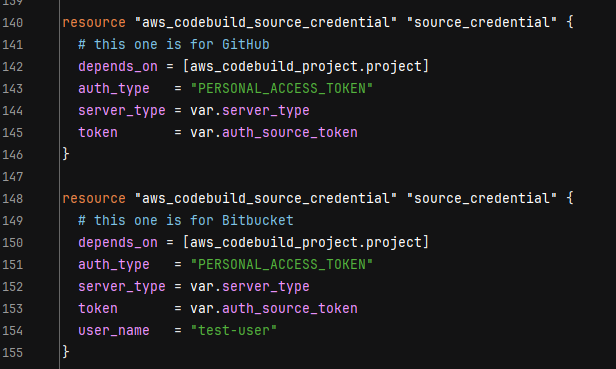 139
140 resource "aws_codebuild_source_credential" "source_credential" {
141 # this one is for GitHub
142 depends_on = [aws_codebuild_project.project]
143 auth_type = "PERSONAL_ACCESS_TOKEN"
144 server_type = var.server_type
145 token = var.auth_source_token
146 }
147
148 resource "aws_codebuild_source_credential" "source_credential" {
149 # this one is for Bitbucket
150 depends_on = [aws_codebuild_project.project]
151 auth_type = "PERSONAL_ACCESS_TOKEN"
152 server_type = var.server_type
153 token = var.auth_source_token
154 user_name = "test-user"
155 }